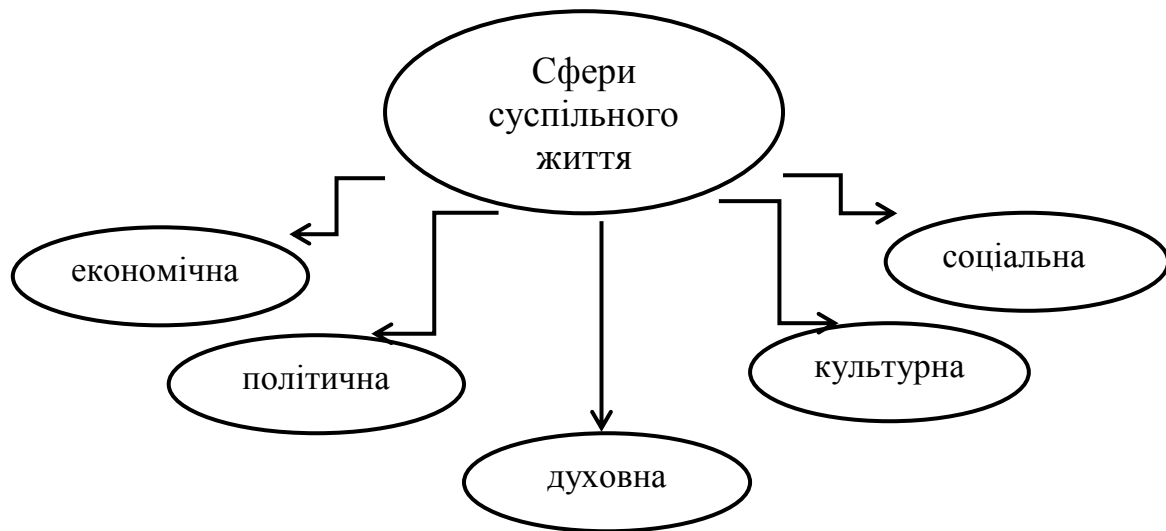 Сфери
суспільного
життя
економічна
соціальна
політична
культурна
духовна